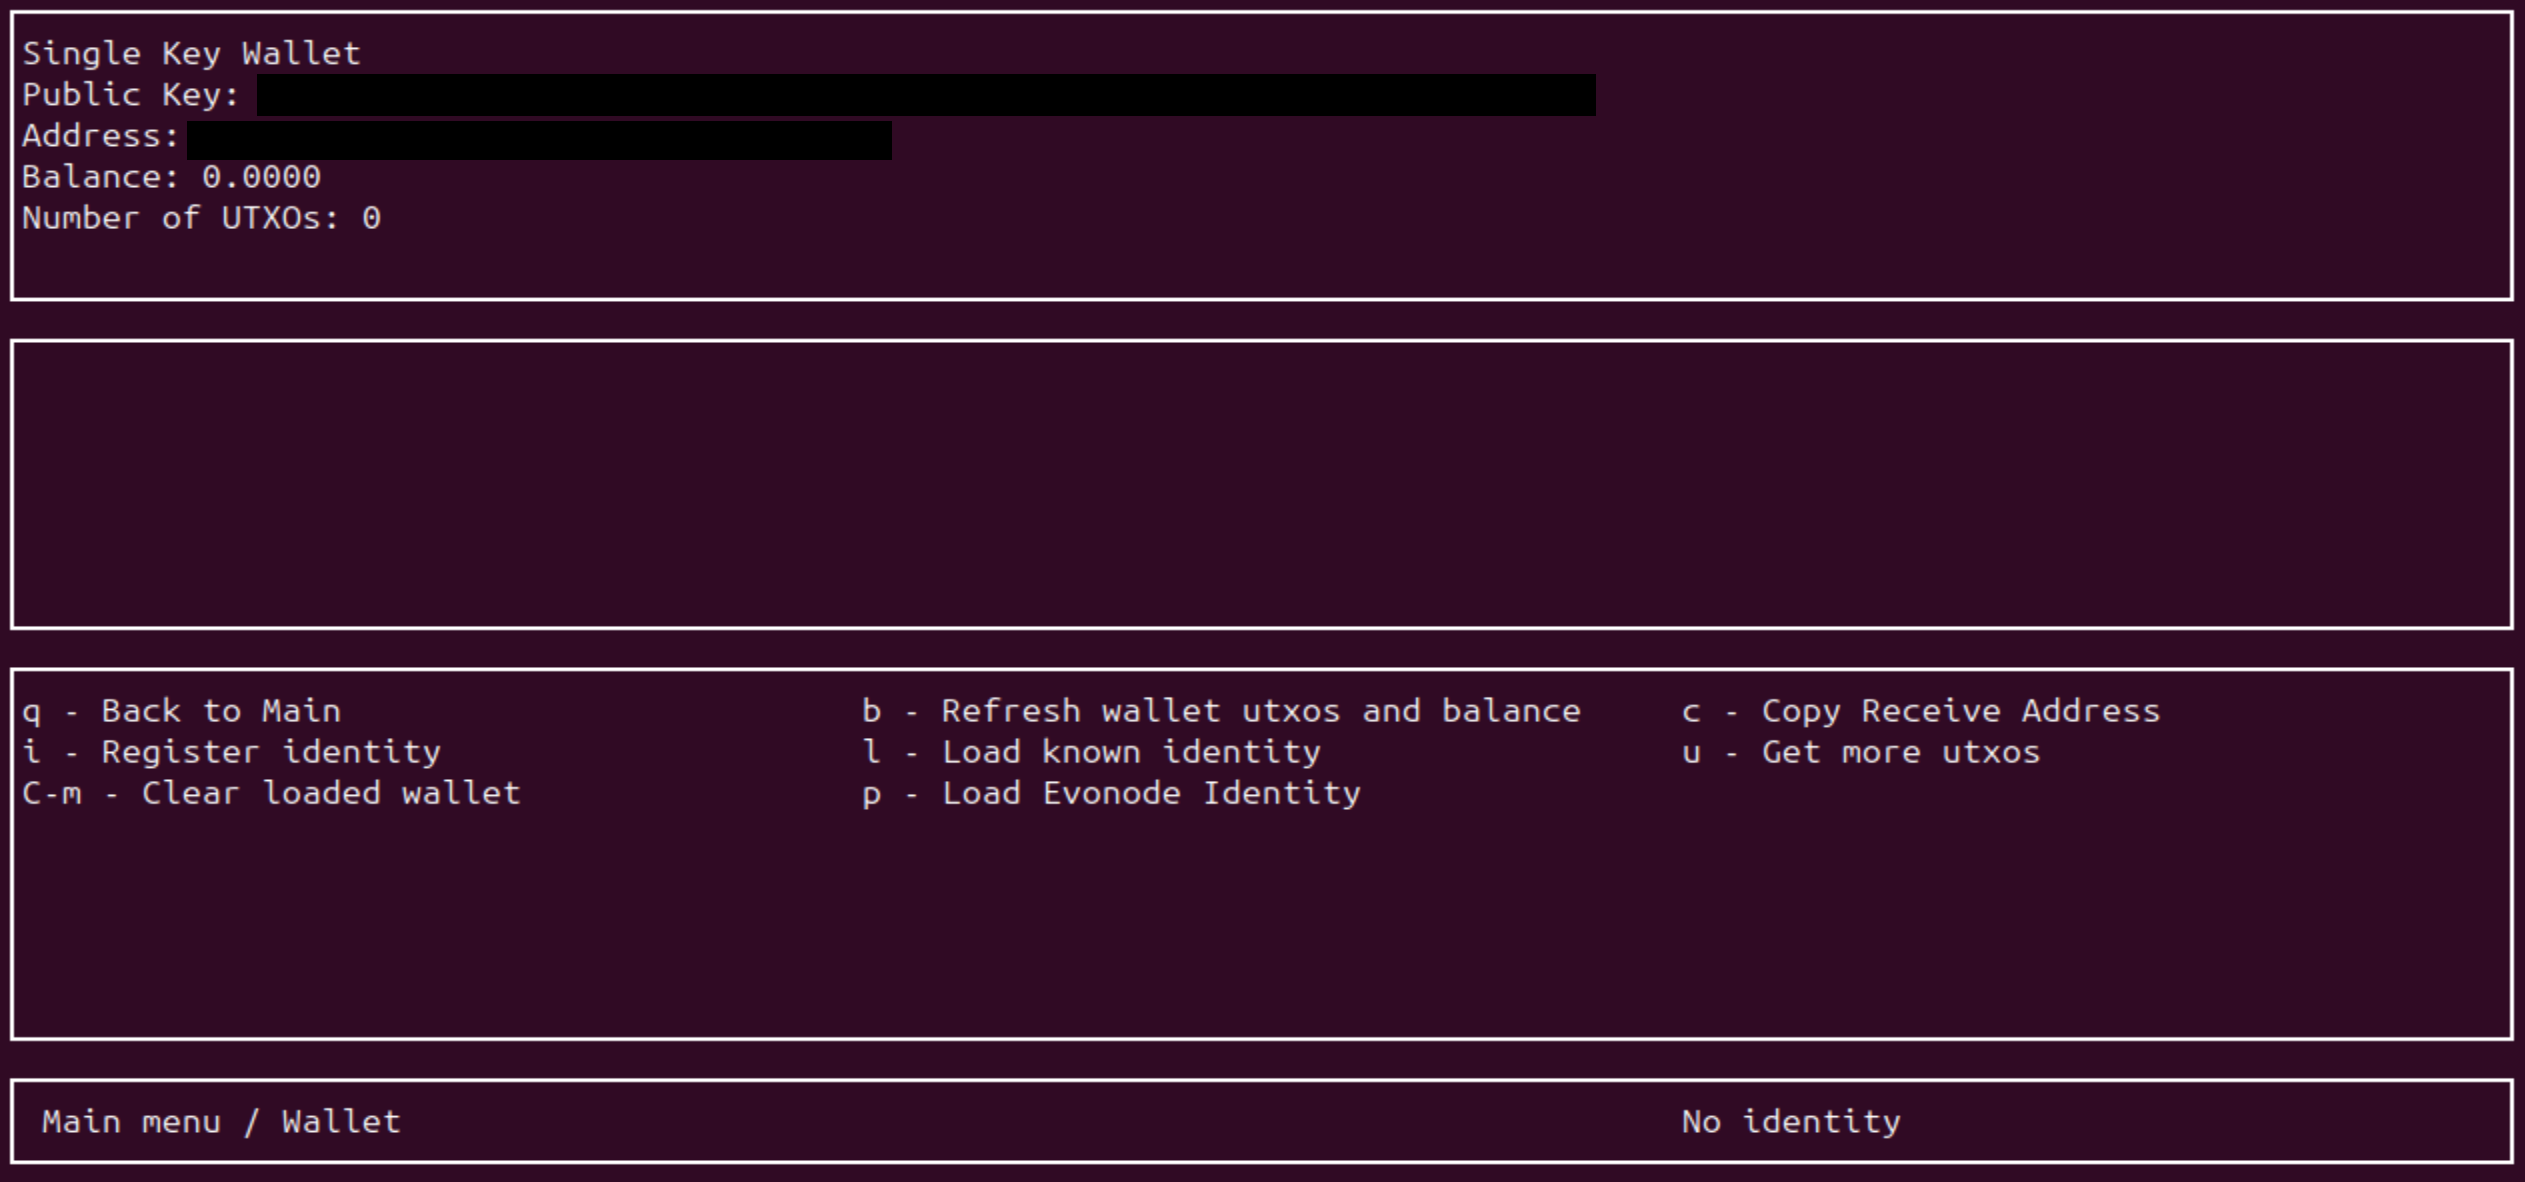 Single Key Wallet
Public Key:
Address:
Balance: 0.0000
Number of UTXOs: 0
q - Back to Main b - Refresh wallet utxos and balance c - Copy Receive Address
i - Register identity l - Load known identity u - Get more utxos
C-m - Clear loaded wallet p - Load Evonode Identity
Main menu / Wallet No identity